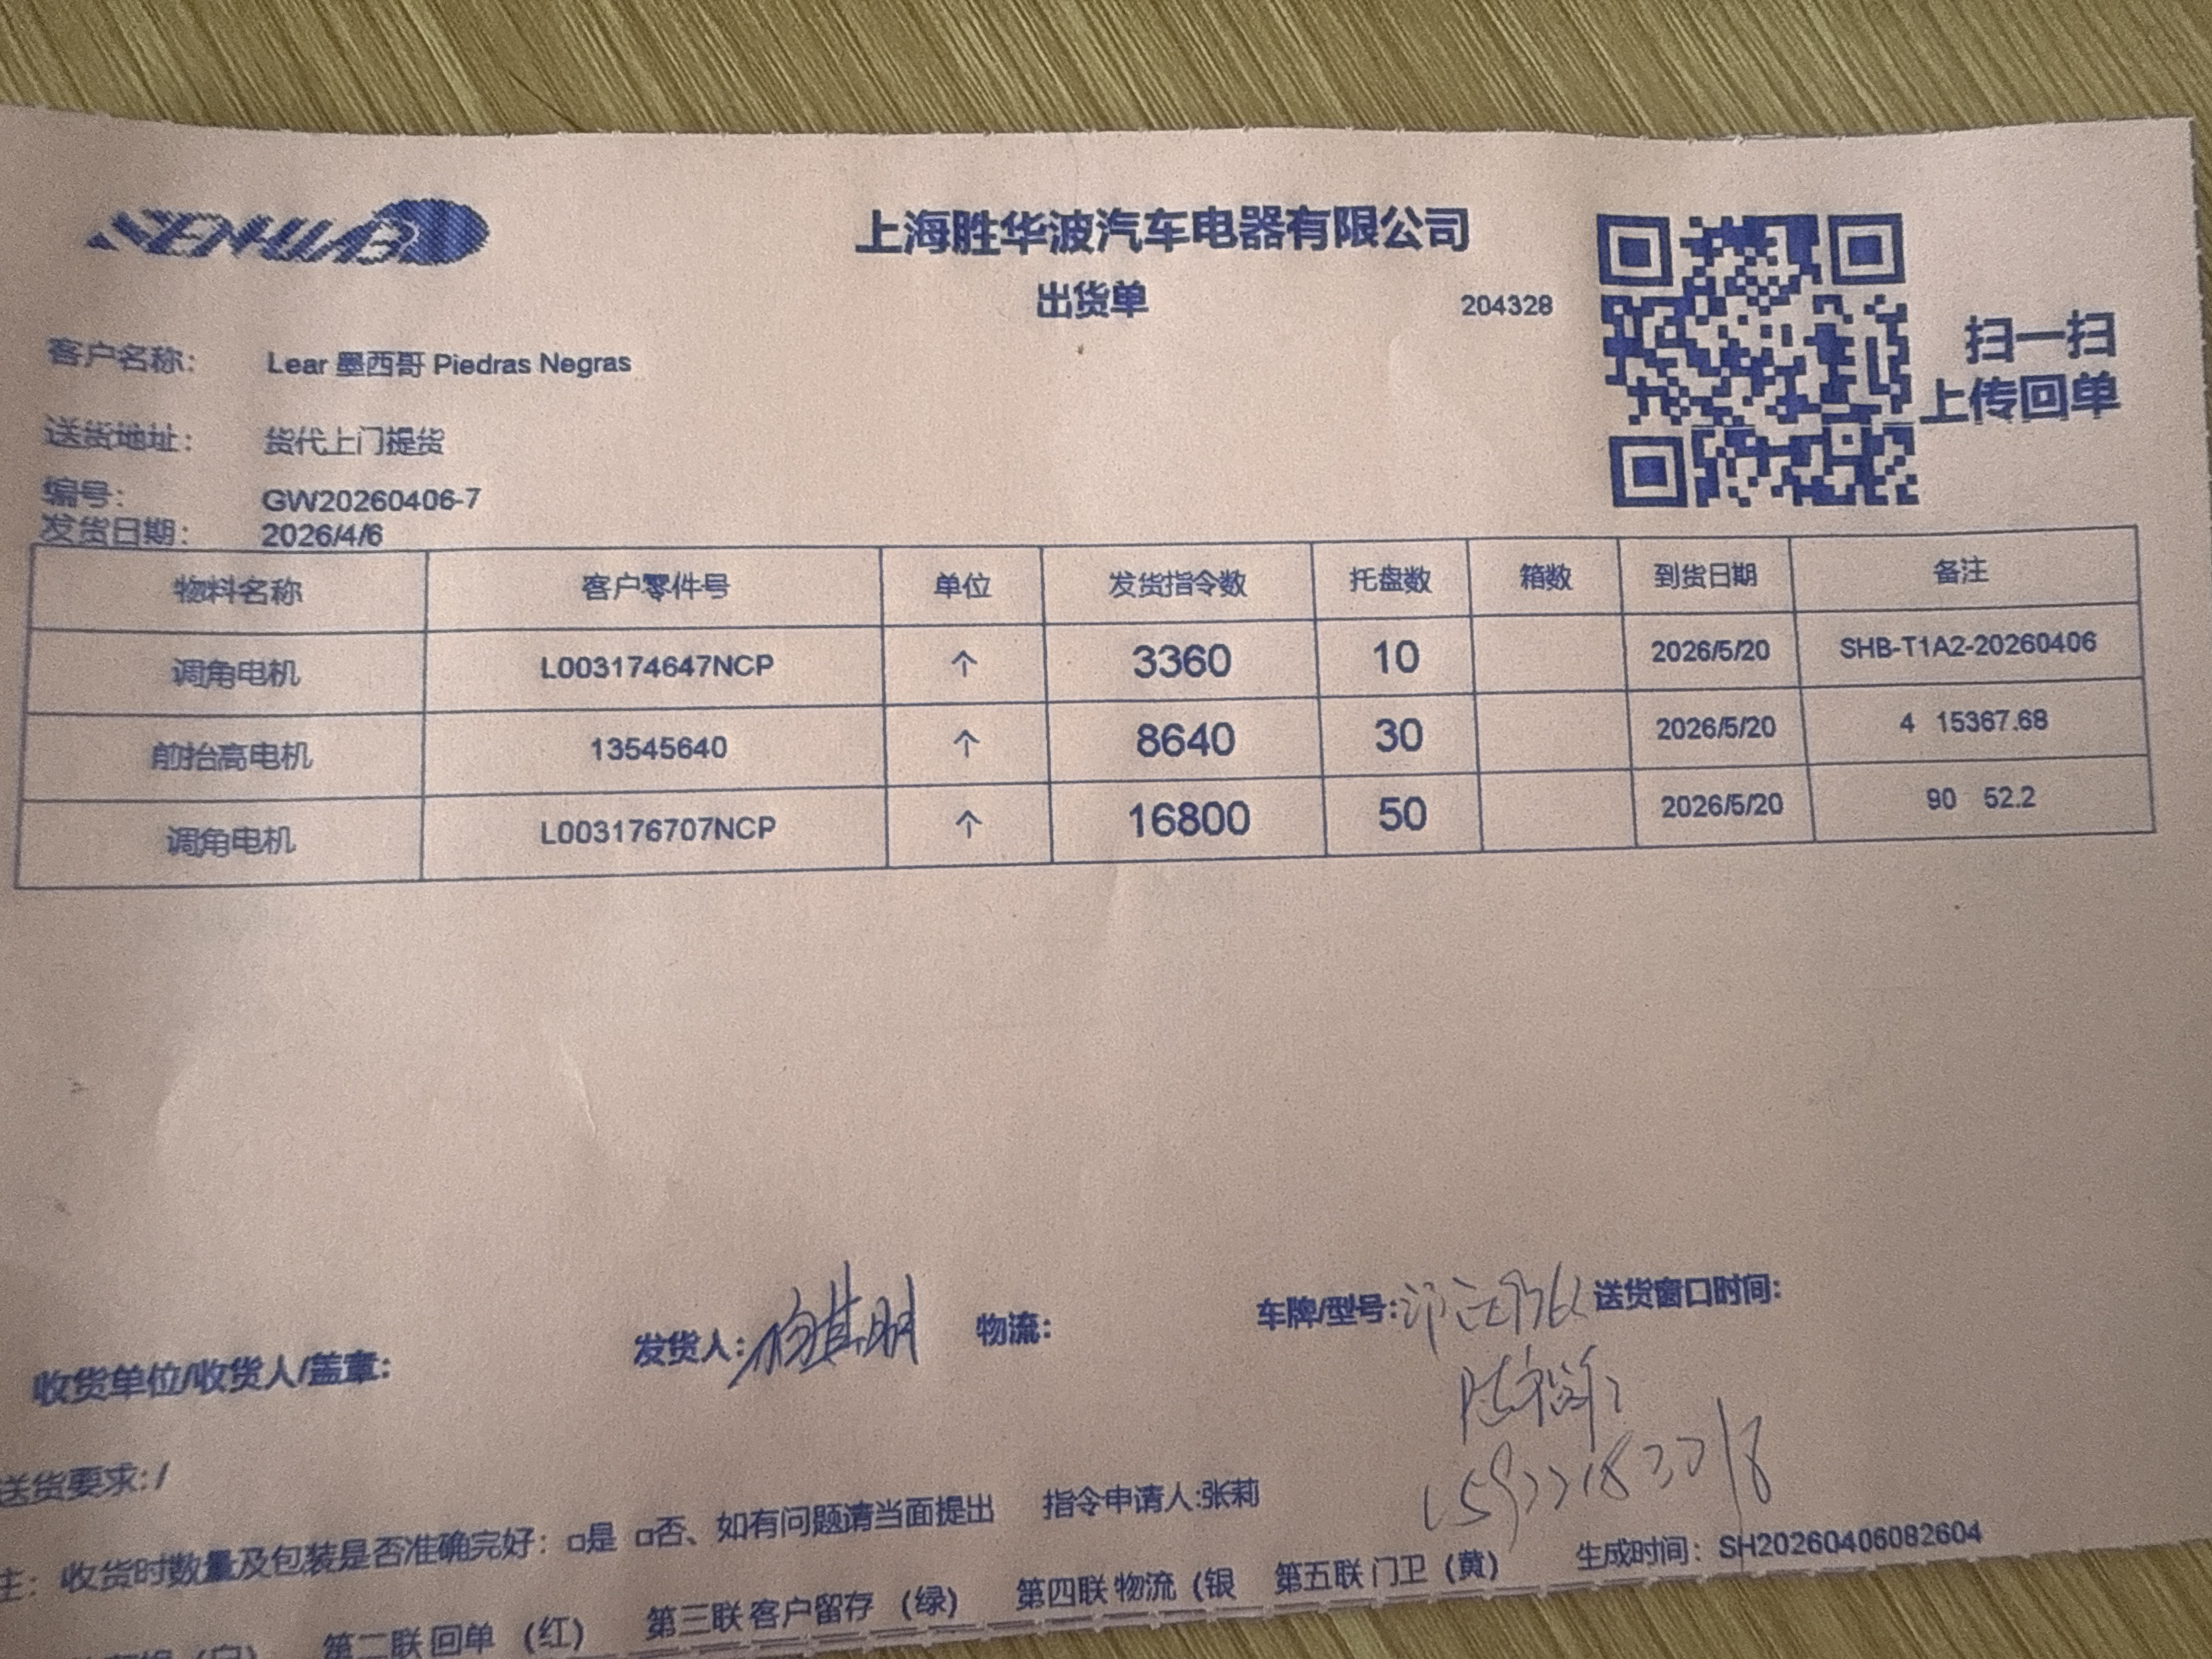 SENHWABO
上海胜华波汽车电器有限公司
出货单
204328
扫一扫
上传回单
客户名称: Lear 墨西哥 Piedras Negras
送货地址: 货代上门提货
编号: GW20260406-7
发货日期: 2026/4/6
物料名称 客户零件号 单位 发货指令数 托盘数 箱数 到货日期 备注
调角电机 L003174647NCP 个 3360 10 2026/5/20 SHB-T1A2-20260406
前抬高电机 13545640 个 8640 30 2026/5/20 4 15367.68
调角电机 L003176707NCP 个 16800 50 2026/5/20 90 52.2
收货单位/收货人/盖章: 发货人: 物流: 车牌/型号: 送货窗口时间:
送货要求: /
注: 收货时数量及包装是否准确完好: □是 □否、如有问题请当面提出 指令申请人:张莉
第二联 回单 (红) 第三联 客户留存 (绿) 第四联 物流 (银 第五联 门卫 (黄) 生成时间: SH20260406082604